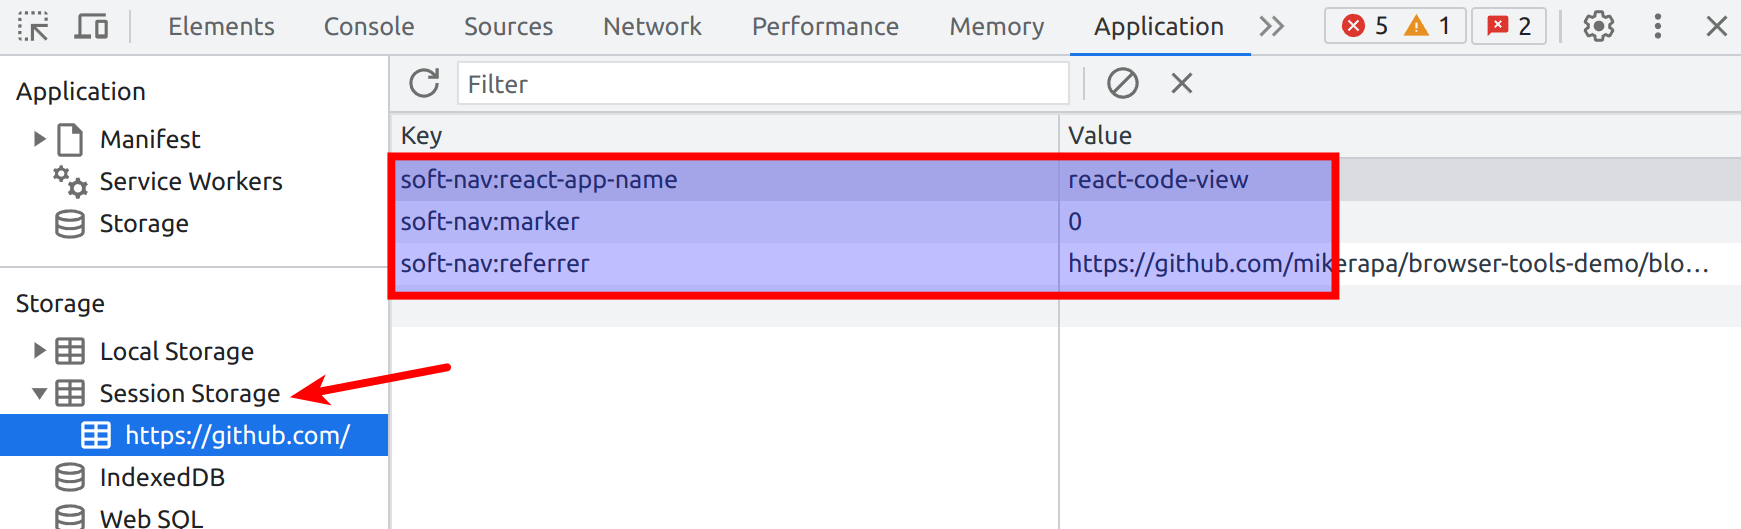 Elements Console Sources Network Performance Memory Application 5 1 2
Application
Manifest
Service Workers
Storage
Storage
Local Storage
Session Storage
https://github.com/
IndexedDB
Web SQL
Filter
Key Value
soft-nav:react-app-name react-code-view
soft-nav:marker 0
soft-nav:referrer https://github.com/mikerapa/browser-tools-demo/blo…